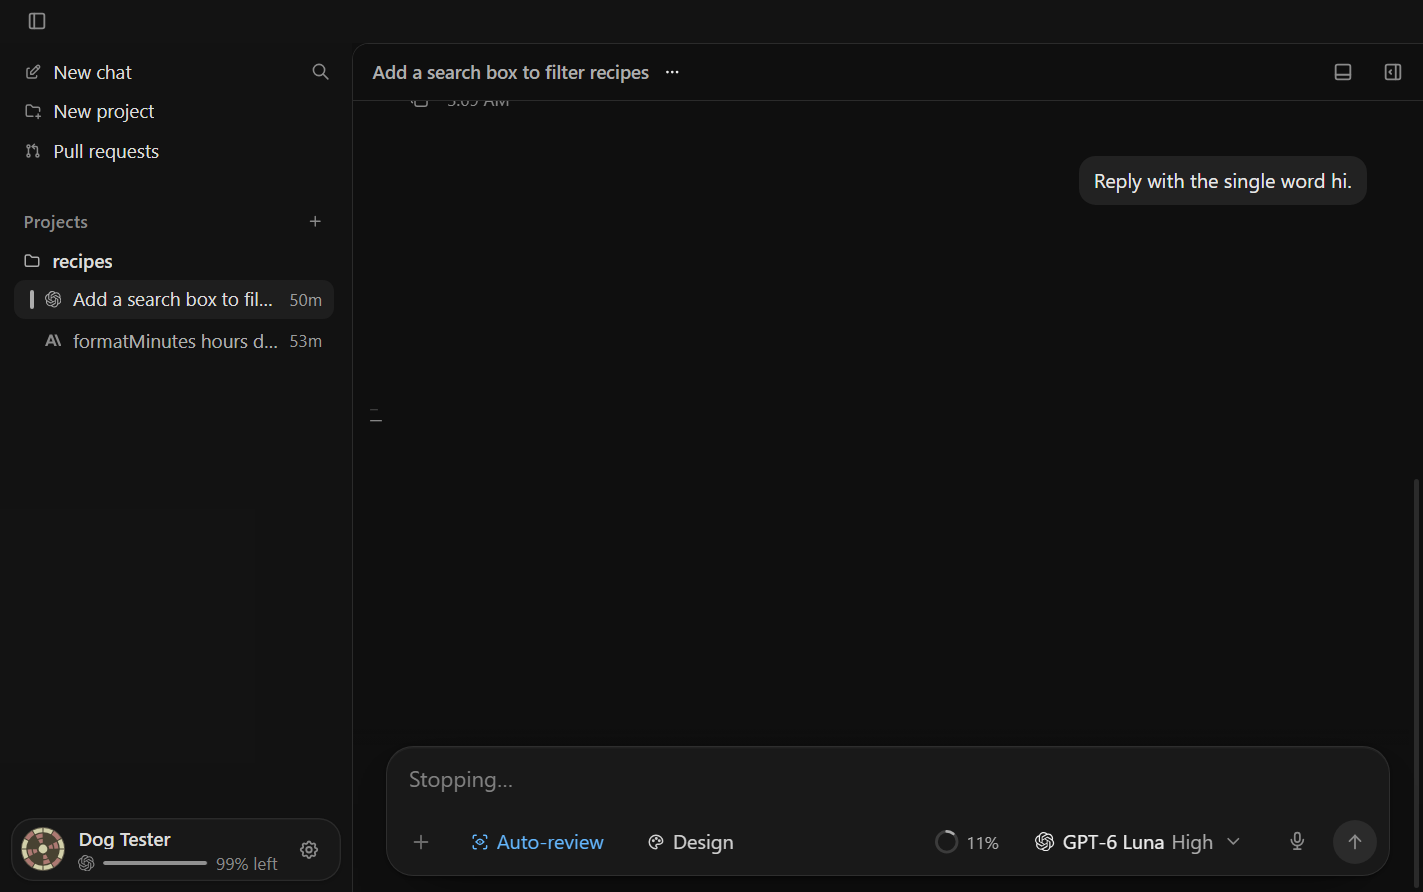 New chat
New project
Pull requests
Projects
recipes
Add a search box to fil... 50m
formatMinutes hours d... 53m
Dog Tester
99% left
Add a search box to filter recipes
AM
Reply with the single word hi.
Stopping...
Auto-review
Design
11%
GPT-6 Luna High